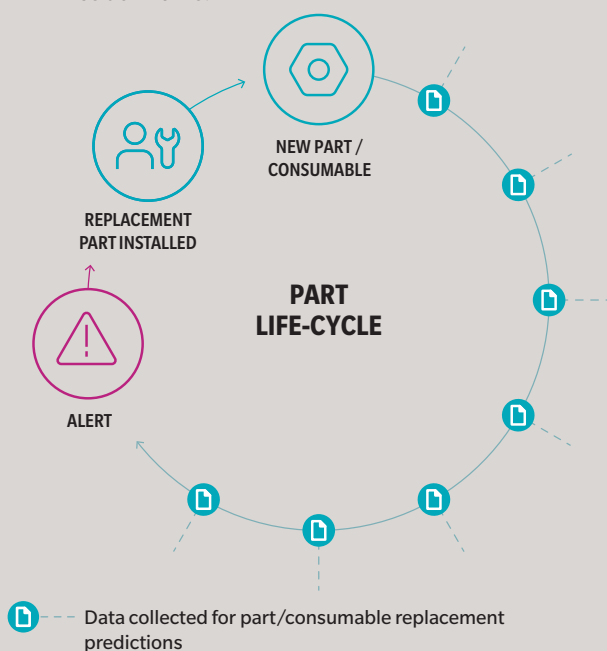 NEW PART /
CONSUMABLE
REPLACEMENT
PART INSTALLED
PART
LIFE-CYCLE
ALERT
Data collected for part/consumable replacement
predictions